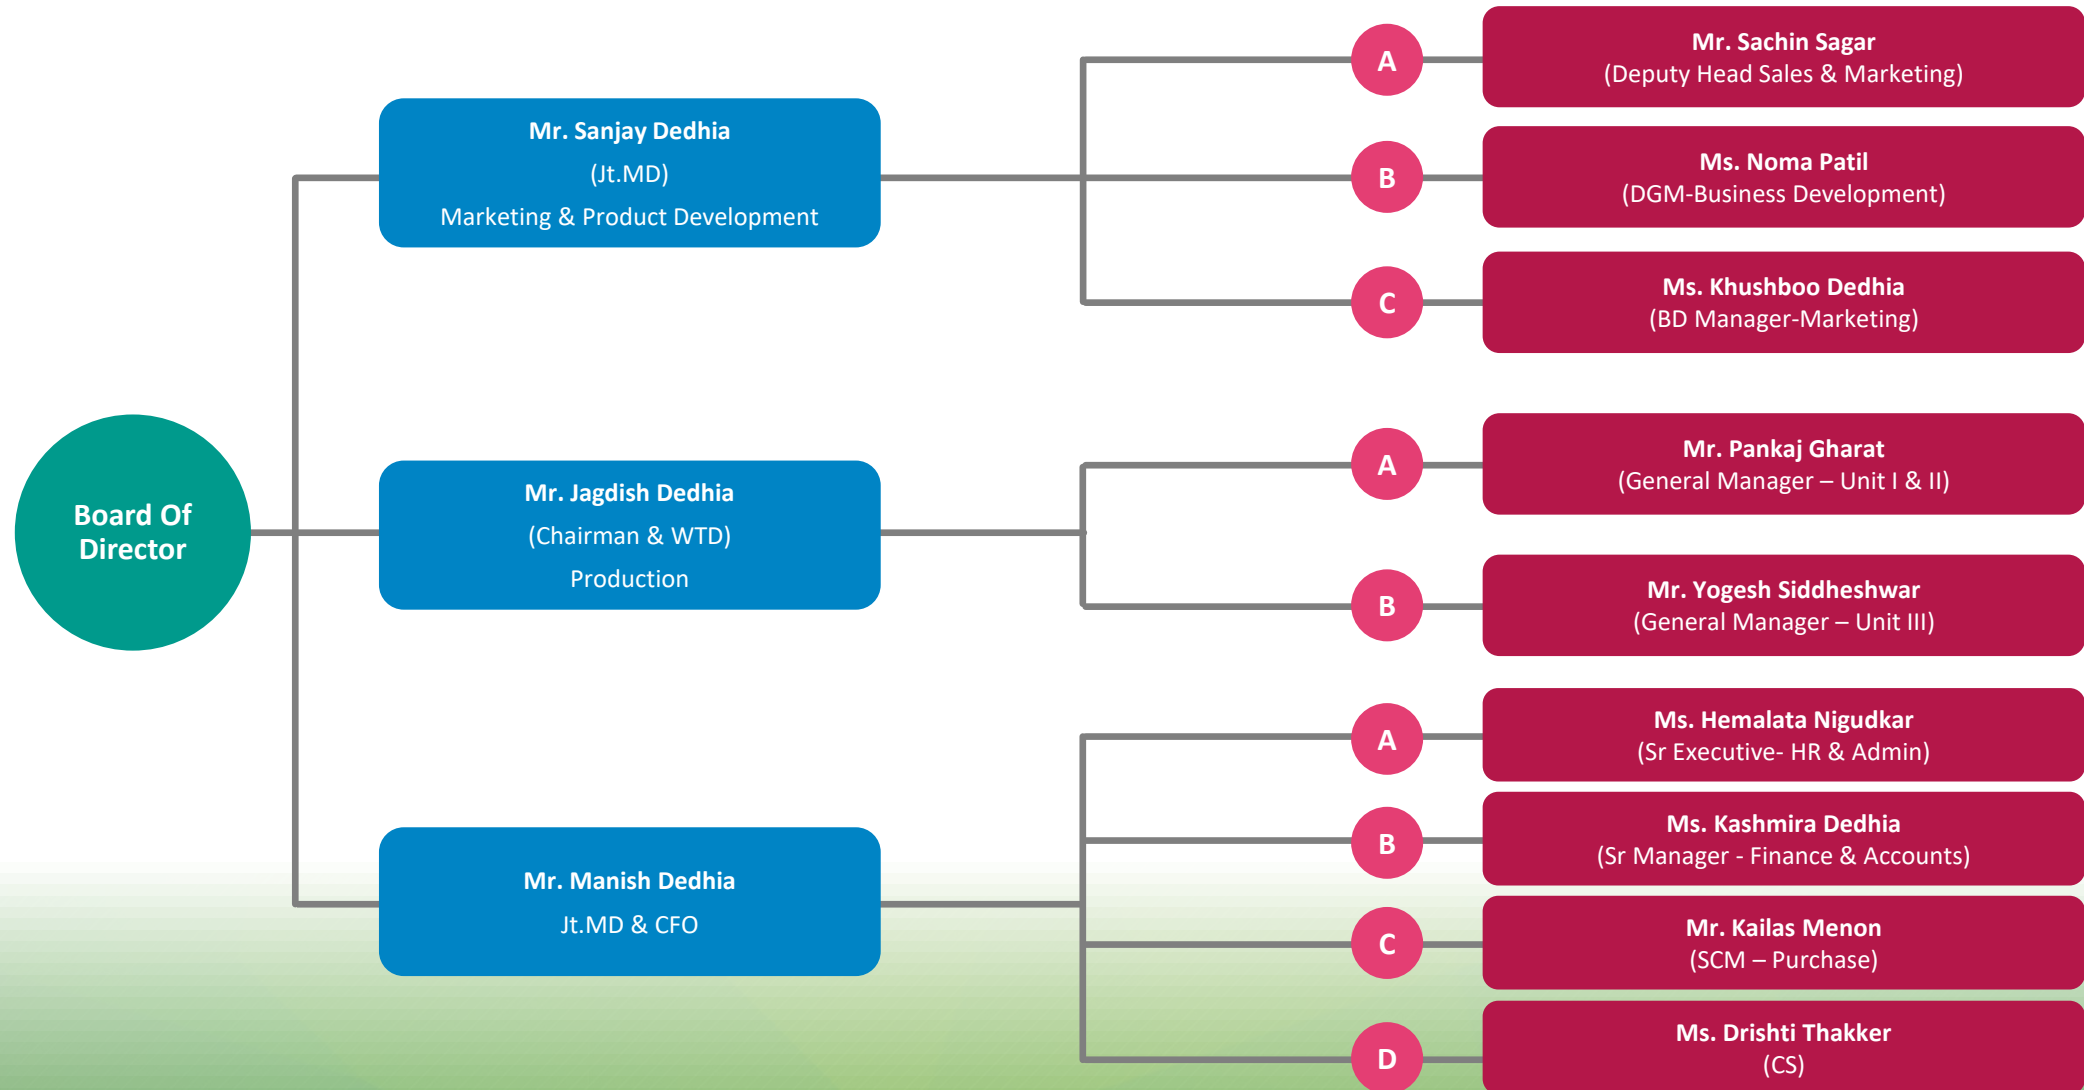 Board Of
Director
Mr. Sanjay Dedhia
(Jt.MD)
Marketing & Product Development
A
Mr. Sachin Sagar
(Deputy Head Sales & Marketing)
B
Ms. Noma Patil
(DGM-Business Development)
C
Ms. Khushboo Dedhia
(BD Manager-Marketing)
Mr. Jagdish Dedhia
(Chairman & WTD)
Production
A
Mr. Pankaj Gharat
(General Manager – Unit I & II)
B
Mr. Yogesh Siddheshwar
(General Manager – Unit III)
Mr. Manish Dedhia
Jt.MD & CFO
A
Ms. Hemalata Nigudkar
(Sr Executive- HR & Admin)
B
Ms. Kashmira Dedhia
(Sr Manager - Finance & Accounts)
C
Mr. Kailas Menon
(SCM – Purchase)
D
Ms. Drishti Thakker
(CS)